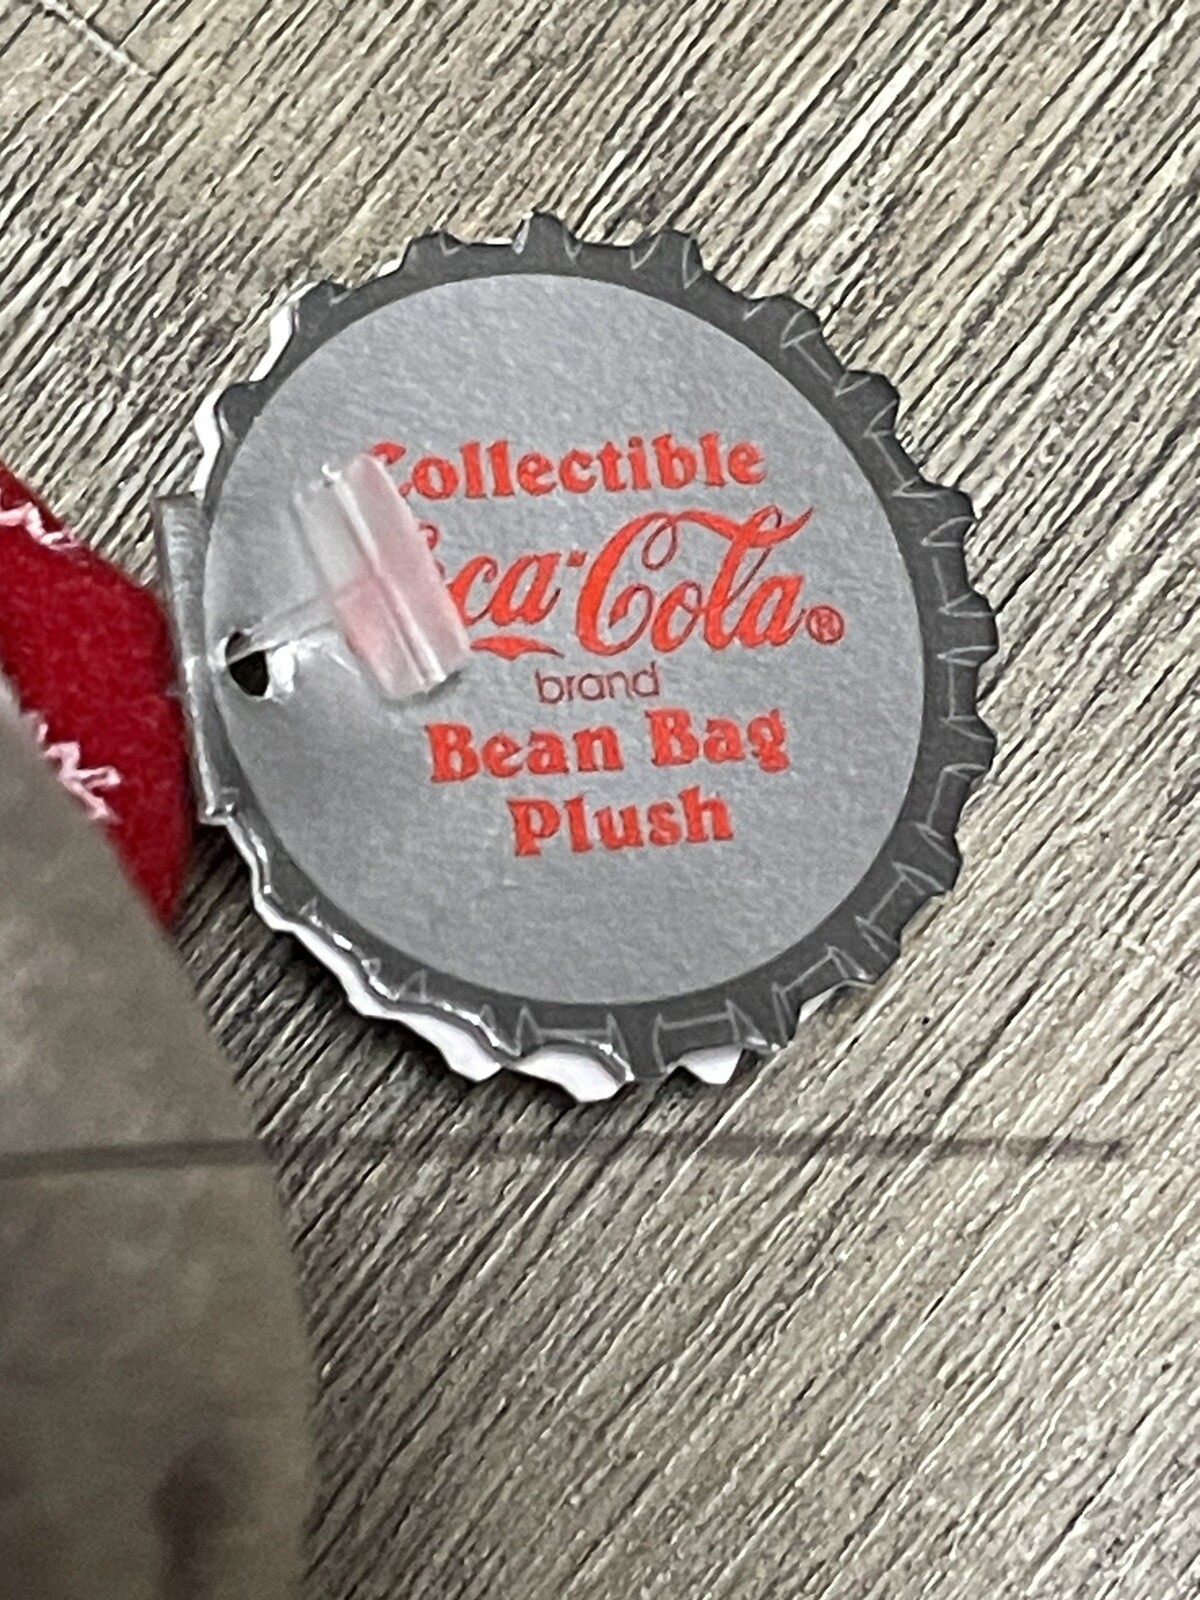 Collectible
Coca-Cola®
brand
Bean Bag
Plush